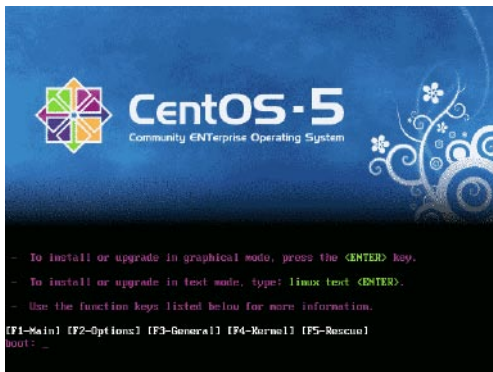 CentOS-5
Community ENTerprise Operating System
- To install or upgrade in graphical mode, press the <ENTER> key.
- To install or upgrade in text mode, type: linux text <ENTER>.
- Use the function keys listed below for more information.
[F1-Main] [F2-Options] [F3-General] [F4-Kernel] [F5-Rescue]
boot: _